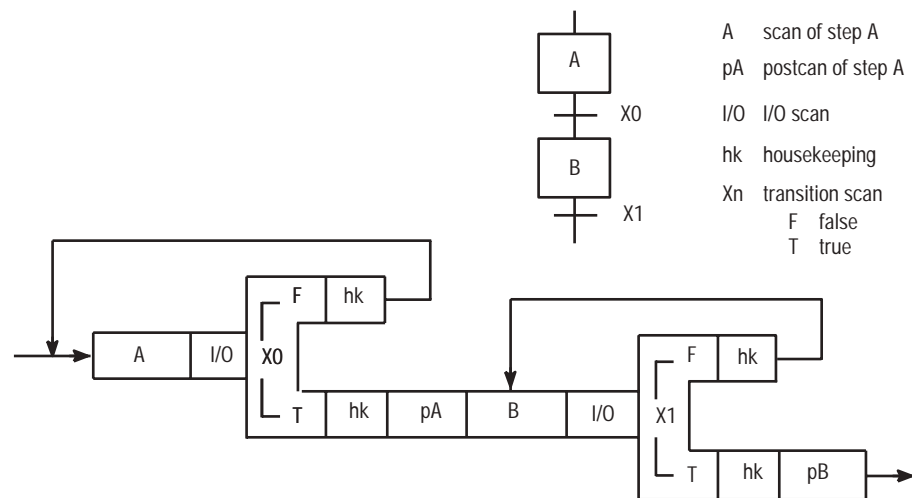 A scan of step A
A
pA postcan of step A
X0
I/O I/O scan
B
hk housekeeping
X1
Xn transition scan
F false
T true
F hk
A I/O X0
F hk
T hk pA B I/O X1
T hk pB